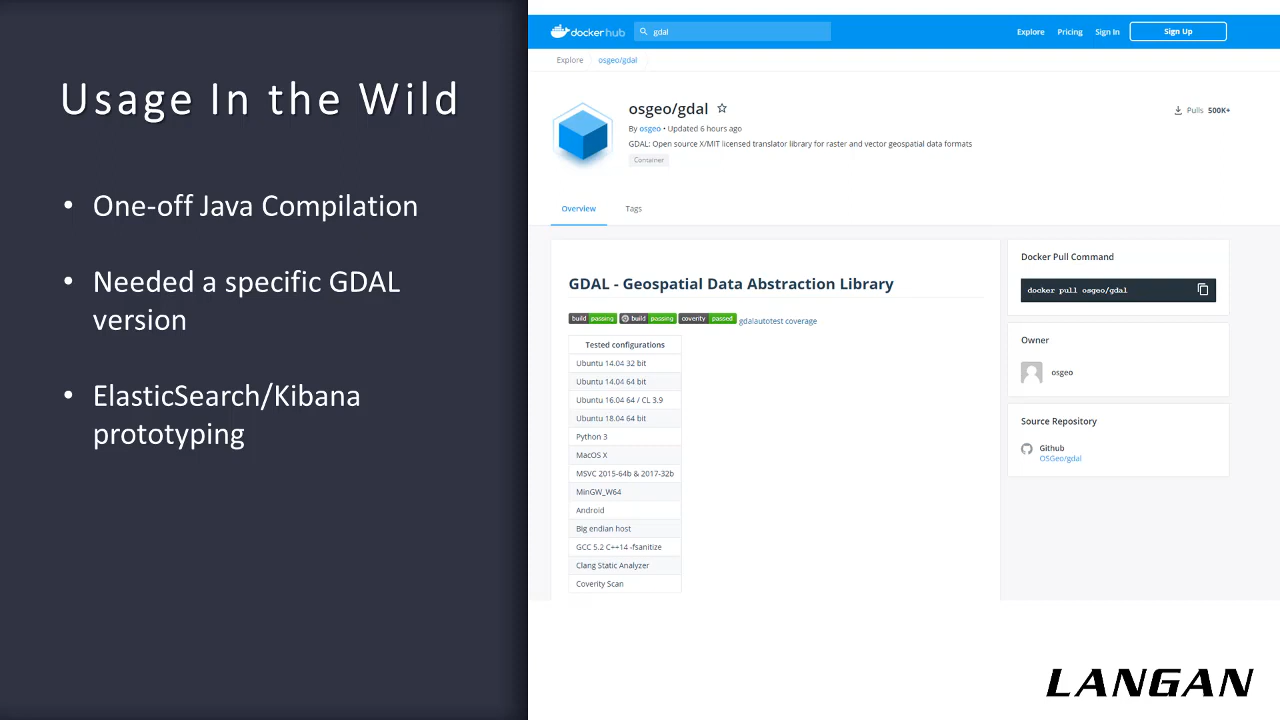 Usage In the Wild
• One-off Java Compilation
• Needed a specific GDAL
version
• ElasticSearch/Kibana
prototyping
docker hub
gdal
Explore
Pricing
Sign In
Sign Up
Explore
osgeo/gdal
osgeo/gdal
Pulls 500K+
By osgeo • Updated 6 hours ago
GDAL: Open source X/MIT licensed translator library for raster and vector geospatial data formats
Container
Overview
Tags
GDAL - Geospatial Data Abstraction Library
build passing build passing coverity passed gdalautotest coverage
Tested configurations
Ubuntu 14.04 32 bit
Ubuntu 14.04 64 bit
Ubuntu 16.04 64 / CL 3.9
Ubuntu 18.04 64 bit
Python 3
MacOS X
MSVC 2015-64b & 2017-32b
MinGW_W64
Android
Big endian host
GCC 5.2 C++14 -fsanitize
Clang Static Analyzer
Coverity Scan
Docker Pull Command
docker pull osgeo/gdal
Owner
osgeo
Source Repository
Github
OSGeo/gdal
LANGAN